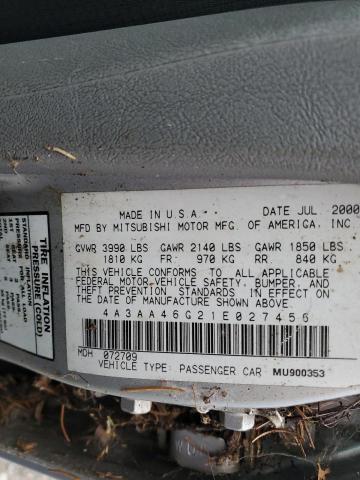 MADE IN U.S.A. DATE JUL 2000
MFD BY MITSUBISHI MOTOR MFG. OF AMERICA, INC
GVWR 3990 LBS GAWR 2140 LBS GAWR 1850 LBS
1810 KG FR 970 KG RR 840 KG
THIS VEHICLE CONFORMS TO ALL APPLICABLE
FEDERAL MOTOR VEHICLE SAFETY, BUMPER, AND
THEFT PREVENTION STANDARDS IN EFFECT ON
THE DATE OF MANUFACTURE SHOWN ABOVE.
4A3AA46G21E027456
MDH 072709
VEHICLE TYPE: PASSENGER CAR MU900353
TIRE INFLATION
PRESSURE (COLD)